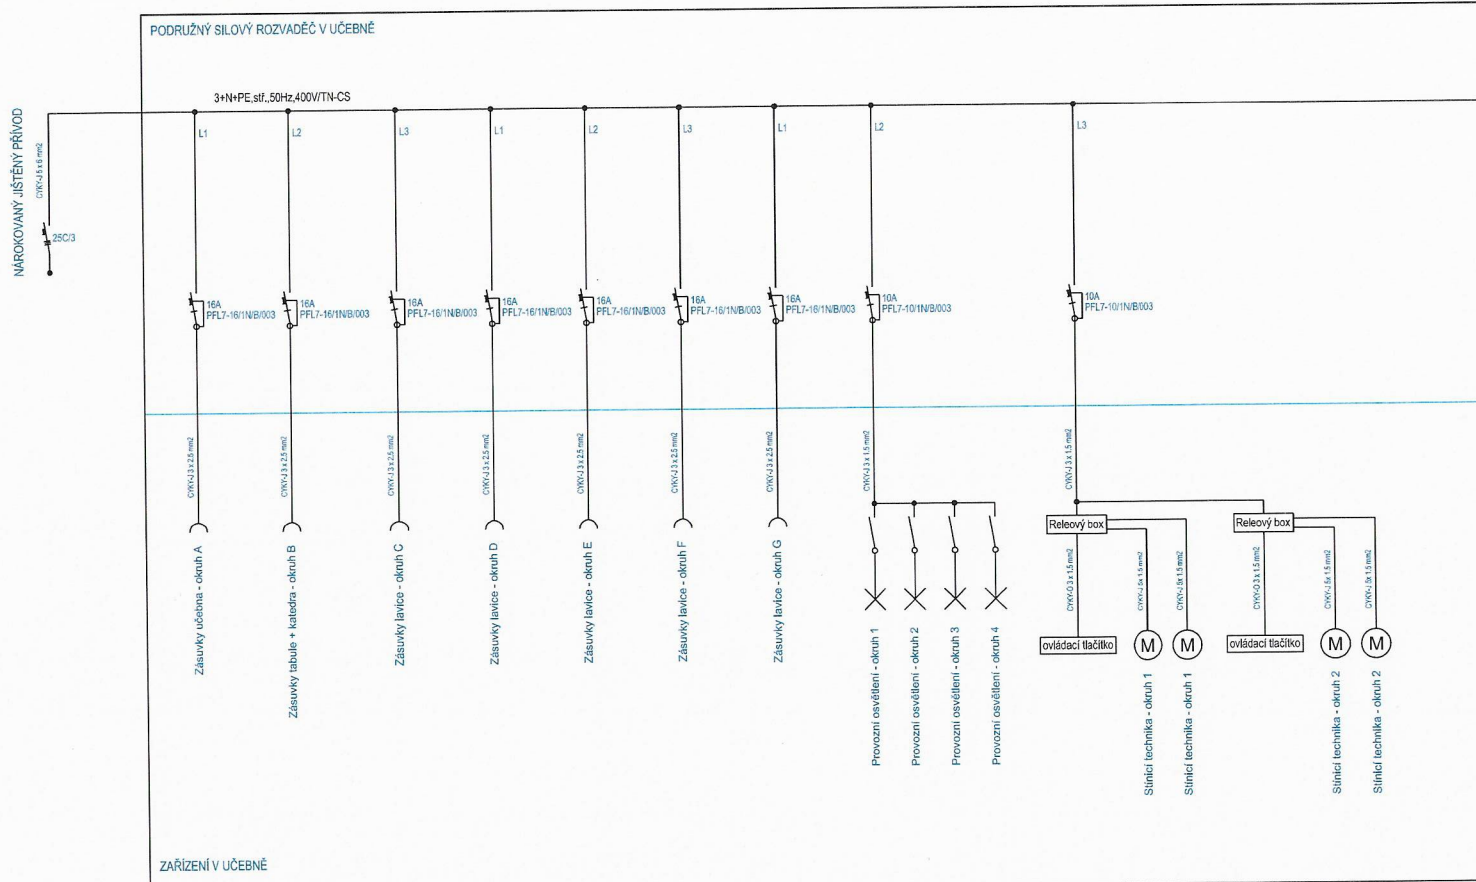 PODRUŽNÝ SILOVÝ ROZVADĚČ V UČEBNĚ
3+N+PE,stř.,50Hz,400V/TN-CS
NÁROKOVANÝ JIŠTĚNÝ PŘÍVOD
CYKY-J 5 x 6 mm2
25C/3
L1
L2
L3
L1
L2
L3
L1
L2
L3
16A
PFL7-16/1N/B/003
16A
PFL7-16/1N/B/003
16A
PFL7-16/1N/B/003
16A
PFL7-16/1N/B/003
16A
PFL7-16/1N/B/003
16A
PFL7-16/1N/B/003
16A
PFL7-16/1N/B/003
10A
PFL7-10/1N/B/003
10A
PFL7-10/1N/B/003
CYKY-J 3 x 2,5 mm2
CYKY-J 3 x 2,5 mm2
CYKY-J 3 x 2,5 mm2
CYKY-J 3 x 2,5 mm2
CYKY-J 3 x 2,5 mm2
CYKY-J 3 x 2,5 mm2
CYKY-J 3 x 2,5 mm2
CYKY-J 3 x 1,5 mm2
CYKY-J 3 x 1,5 mm2
Releový box
Releový box
CYKY-O 3 x 1,5 mm2
CYKY-J 5x 1,5 mm2
CYKY-J 5x 1,5 mm2
CYKY-O 3 x 1,5 mm2
CYKY-J 5x 1,5 mm2
CYKY-J 5x 1,5 mm2
ovládací tlačítko
M
M
ovládací tlačítko
M
M
Zásuvky učebna - okruh A
Zásuvky tabule + katedra - okruh B
Zásuvky lavice - okruh C
Zásuvky lavice - okruh D
Zásuvky lavice - okruh E
Zásuvky lavice - okruh F
Zásuvky lavice - okruh G
Provozní osvětlení - okruh 1
Provozní osvětlení - okruh 2
Provozní osvětlení - okruh 3
Provozní osvětlení - okruh 4
Stínící technika - okruh 1
Stínící technika - okruh 1
Stínící technika - okruh 2
Stínící technika - okruh 2
ZAŘÍZENÍ V UČEBNĚ